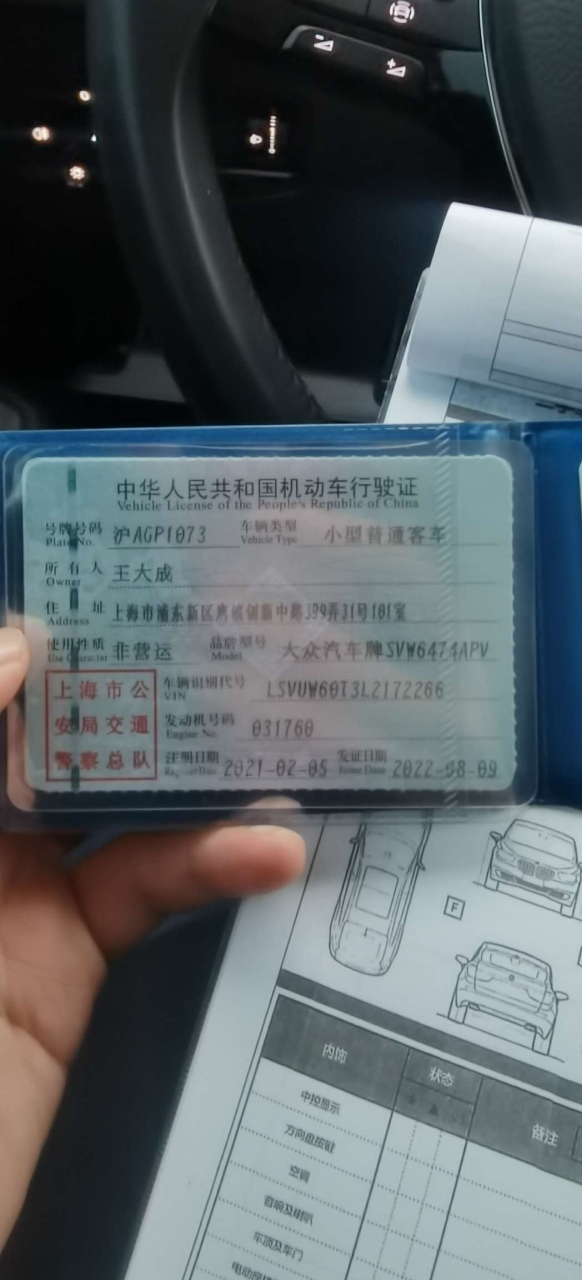 中华人民共和国机动车行驶证
Vehicle License of the People's Republic of China
号牌号码 沪AGP1073 车辆类型 小型普通客车
Plate No. Vehicle Type
所有人 王大成
Owner
住址 上海市浦东新区 创新中路399弄31号101室
Address
使用性质 非营运 品牌型号 大众汽车牌SVW6474APV
Use Character Model
上海市公 车辆识别代号 LSVUW60T3L2172266
VIN
安局交通 发动机号码 031760
Engine No.
警察总队 注册日期 2021-02-05 发证日期 2022-08-09
Register Date Issue Date
F
内饰 状态 备注
中控显示
方向盘按钮
空调
音响及喇叭
车顶及车门